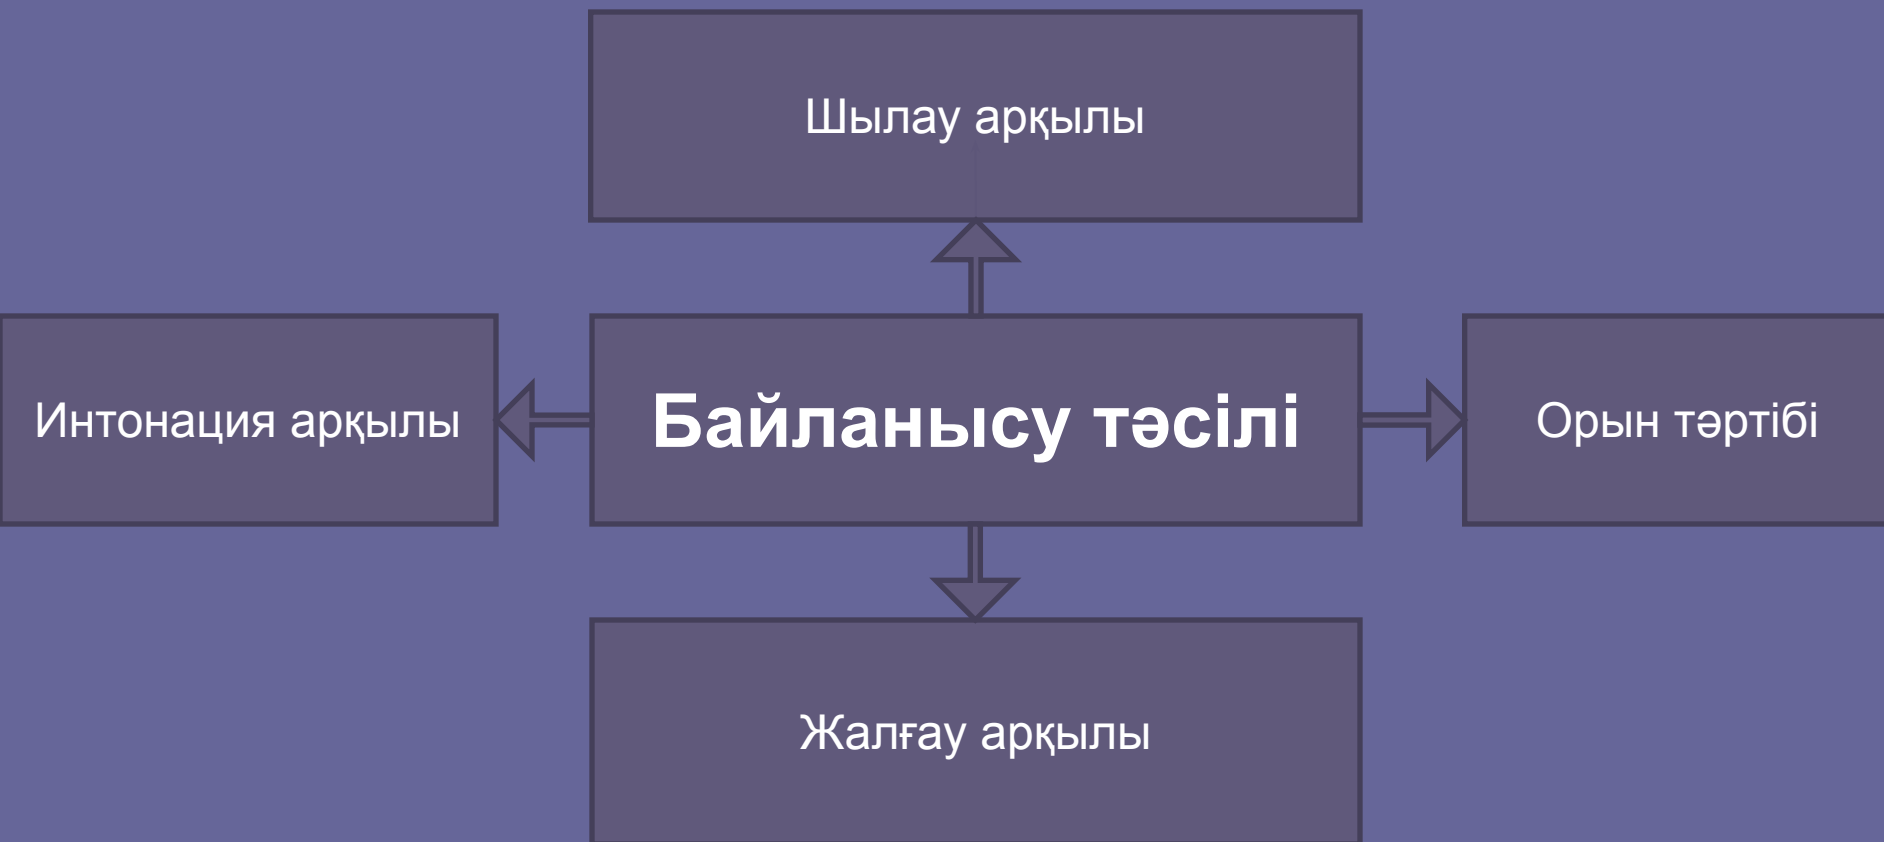 Шылау арқылы
Интонация арқылы
Байланысу тәсілі
Орын тәртібі
Жалғау арқылы